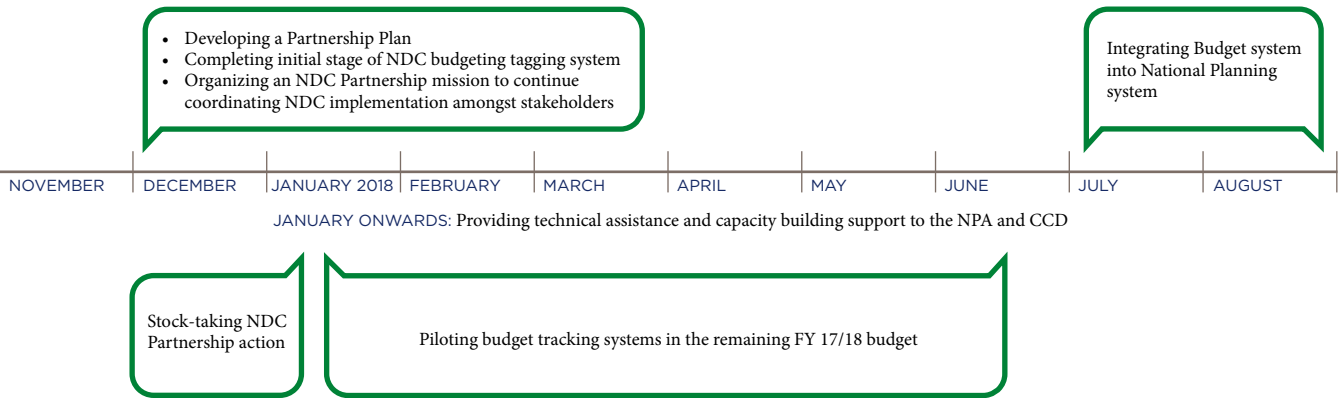 • Developing a Partnership Plan
• Completing initial stage of NDC budgeting tagging system
• Organizing an NDC Partnership mission to continue
coordinating NDC implementation amongst stakeholders
Integrating Budget system
into National Planning
system
NOVEMBER DECEMBER JANUARY 2018 FEBRUARY MARCH APRIL MAY JUNE JULY AUGUST
JANUARY ONWARDS: Providing technical assistance and capacity building support to the NPA and CCD
Stock-taking NDC
Partnership action
Piloting budget tracking systems in the remaining FY 17/18 budget